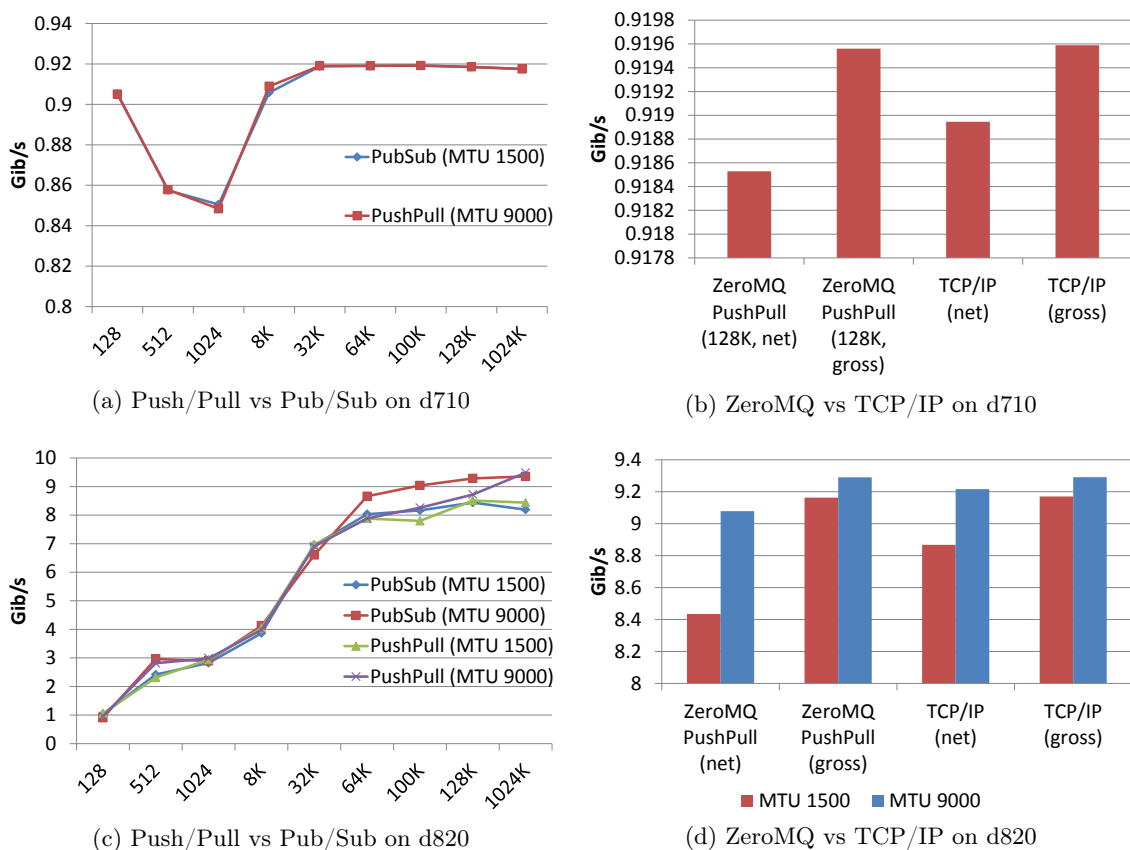 0.94
0.92
0.9
0.88
0.86
0.84
0.82
0.8
Gib/s
PubSub (MTU 1500)
PushPull (MTU 9000)
128
512
1024
8K
32K
64K
100K
128K
1024K
(a) Push/Pull vs Pub/Sub on d710
0.9198
0.9196
0.9194
0.9192
0.919
0.9188
0.9186
0.9184
0.9182
0.918
0.9178
Gib/s
ZeroMQ
PushPull
(128K, net)
ZeroMQ
PushPull
(128K,
gross)
TCP/IP
(net)
TCP/IP
(gross)
(b) ZeroMQ vs TCP/IP on d710
10
9
8
7
6
5
4
3
2
1
0
Gib/s
PubSub (MTU 1500)
PubSub (MTU 9000)
PushPull (MTU 1500)
PushPull (MTU 9000)
128
512
1024
8K
32K
64K
100K
128K
1024K
(c) Push/Pull vs Pub/Sub on d820
9.4
9.2
9
8.8
8.6
8.4
8.2
8
Gib/s
ZeroMQ
PushPull
(net)
ZeroMQ
PushPull
(gross)
TCP/IP
(net)
TCP/IP
(gross)
MTU 1500
MTU 9000
(d) ZeroMQ vs TCP/IP on d820